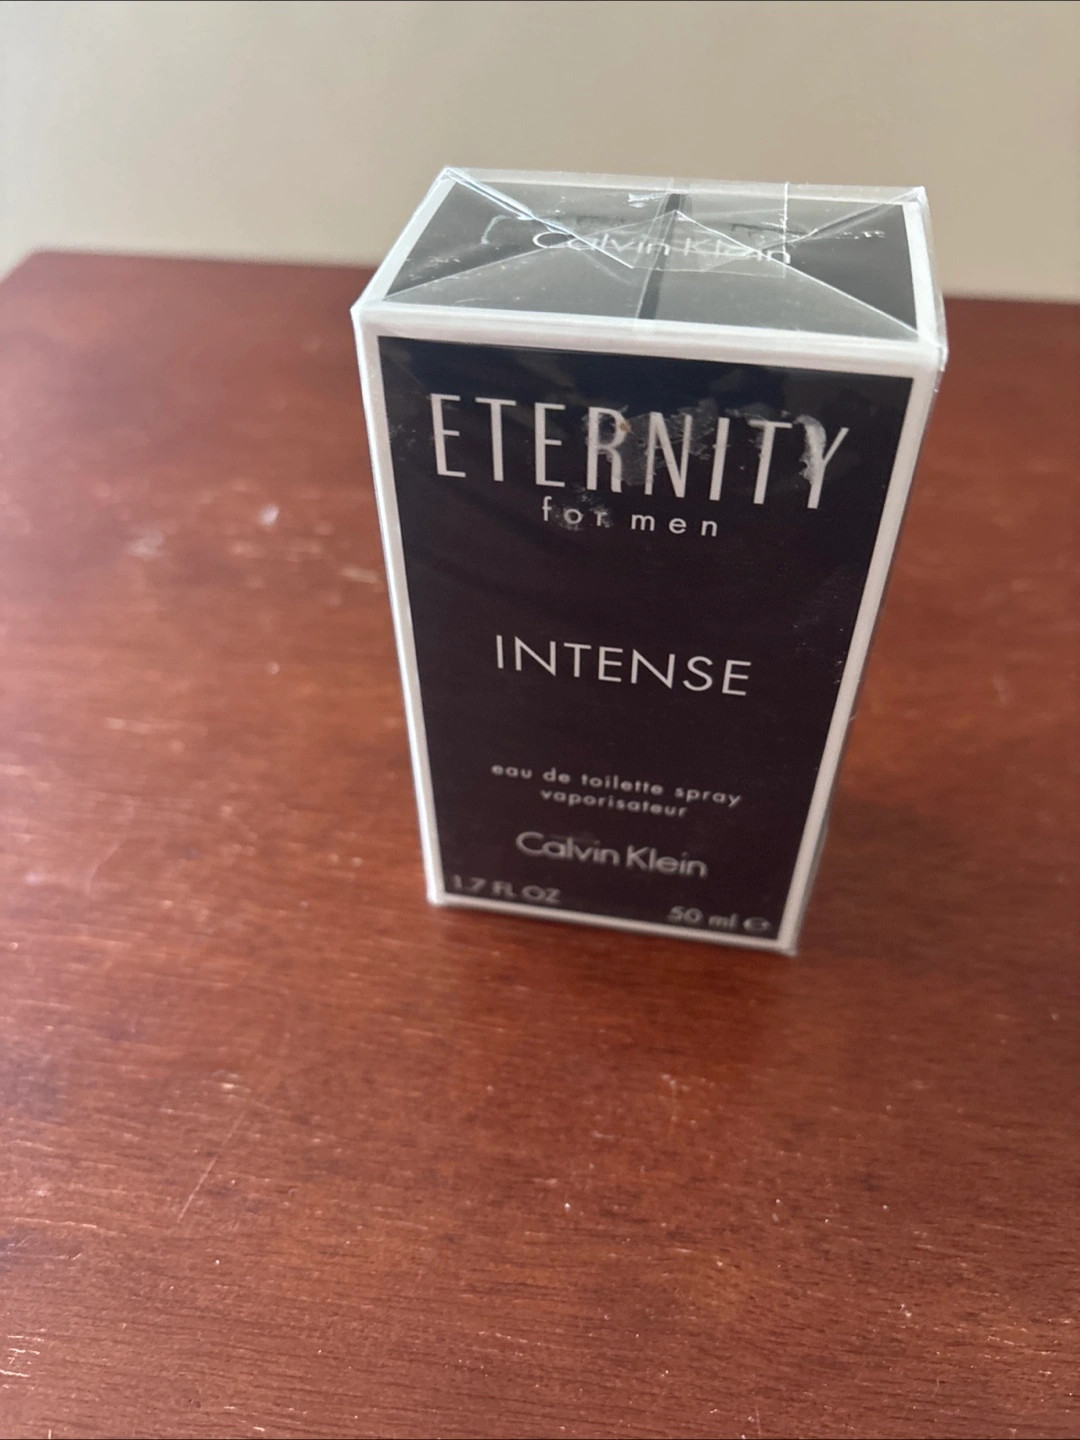 Calvin Klein
ETERNITY
for men
INTENSE
eau de toilette spray
vaporisateur
Calvin Klein
1.7 FL OZ
50 ml ℮